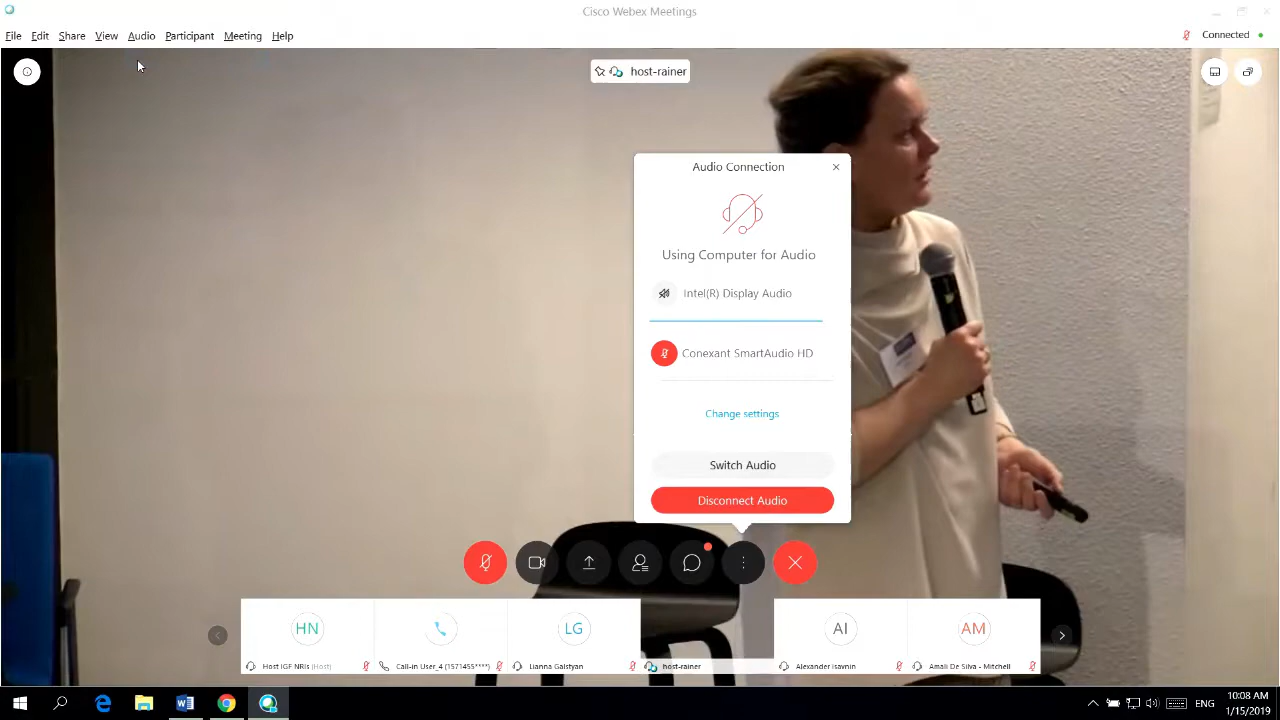 Cisco Webex Meetings
File Edit Share View Audio Participant Meeting Help
Connected
host-rainer
Audio Connection
Using Computer for Audio
Intel(R) Display Audio
Conexant SmartAudio HD
Change settings
Switch Audio
Disconnect Audio
HN
LG
AI
AM
Host IGF NRIs (Host)
Call-in User_4 (1571455****)
Lianna Galstyan
host-rainer
Alexander Isavnin
Amali De Silva - Mitchell
ENG
10:08 AM
1/15/2019